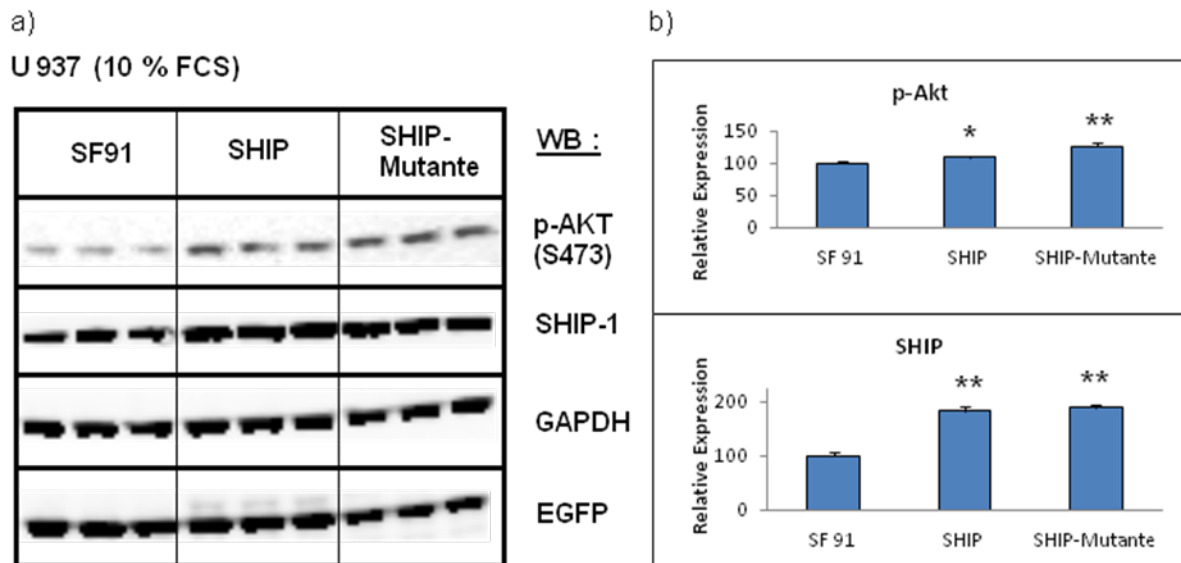 a)
U 937 (10 % FCS)
SF91
SHIP
SHIP-
Mutante
WB :
p-AKT
(S473)
SHIP-1
GAPDH
EGFP
b)
p-Akt
Relative Expression
150
100
50
0
*
**
SF 91
SHIP
SHIP-Mutante
SHIP
Relative Expression
200
100
0
**
**
SF 91
SHIP
SHIP-Mutante